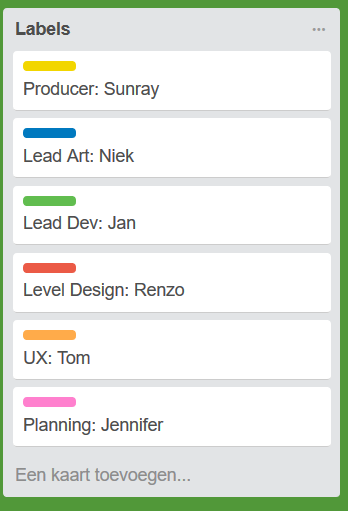 Labels
Producer: Sunray
Lead Art: Niek
Lead Dev: Jan
Level Design: Renzo
UX: Tom
Planning: Jennifer
Een kaart toevoegen...